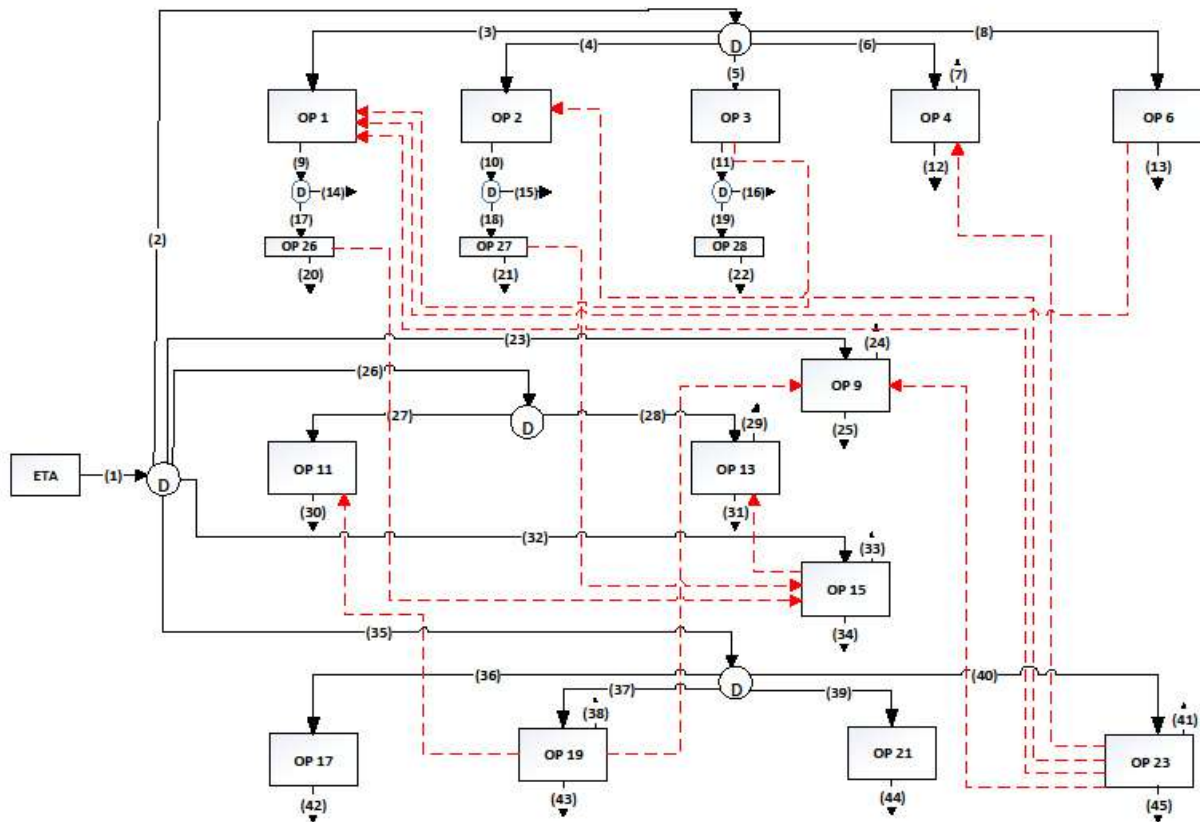 (3)
(8)
D
(4)
(6)
(5)
(7)
OP 1
OP 2
OP 3
OP 4
OP 6
(9)
(10)
(11)
(12)
(13)
D
(14)
D
(15)
D
(16)
(17)
(18)
(19)
(2)
OP 26
OP 27
OP 28
(20)
(21)
(22)
(23)
(24)
(26)
OP 9
(27)
D
(28)
(29)
(25)
OP 11
OP 13
ETA
(1)
D
(30)
(31)
(32)
(33)
OP 15
(35)
(34)
(36)
D
(40)
(37)
(39)
(38)
(41)
OP 17
OP 19
OP 21
OP 23
(42)
(43)
(44)
(45)